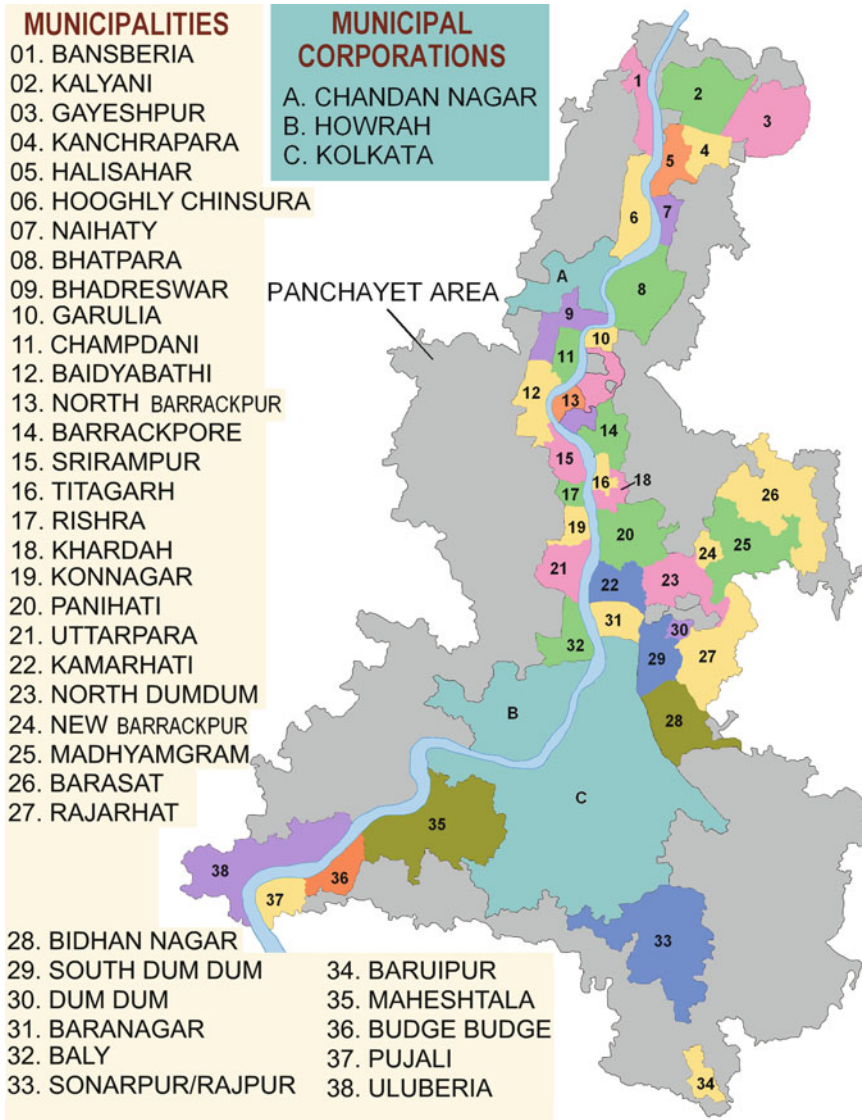 MUNICIPALITIES
01. BANSBERIA
02. KALYANI
03. GAYESHPUR
04. KANCHRAPARA
05. HALISAHAR
06. HOOGHLY CHINSURA
07. NAIHATY
08. BHATPARA
09. BHADRESWAR
10. GARULIA
11. CHAMPDANI
12. BAIDYABATHI
13. NORTH BARRACKPUR
14. BARRACKPORE
15. SRIRAMPUR
16. TITAGARH
17. RISHRA
18. KHARDAH
19. KONNAGAR
20. PANIHATI
21. UTTARPARA
22. KAMARHATI
23. NORTH DUMDUM
24. NEW BARRACKPUR
25. MADHYAMGRAM
26. BARASAT
27. RAJARHAT
28. BIDHAN NAGAR
29. SOUTH DUM DUM
30. DUM DUM
31. BARANAGAR
32. BALY
33. SONARPUR/RAJPUR
34. BARUIPUR
35. MAHESHTALA
36. BUDGE BUDGE
37. PUJALI
38. ULUBERIA
MUNICIPAL
CORPORATIONS
A. CHANDAN NAGAR
B. HOWRAH
C. KOLKATA
PANCHAYET AREA
1
2
3
4
5
6
7
A
8
9
10
11
12
13
14
15
16
18
17
26
19
20
25
24
21
22
23
31
30
32
29
27
B
28
C
35
38
36
37
33
34